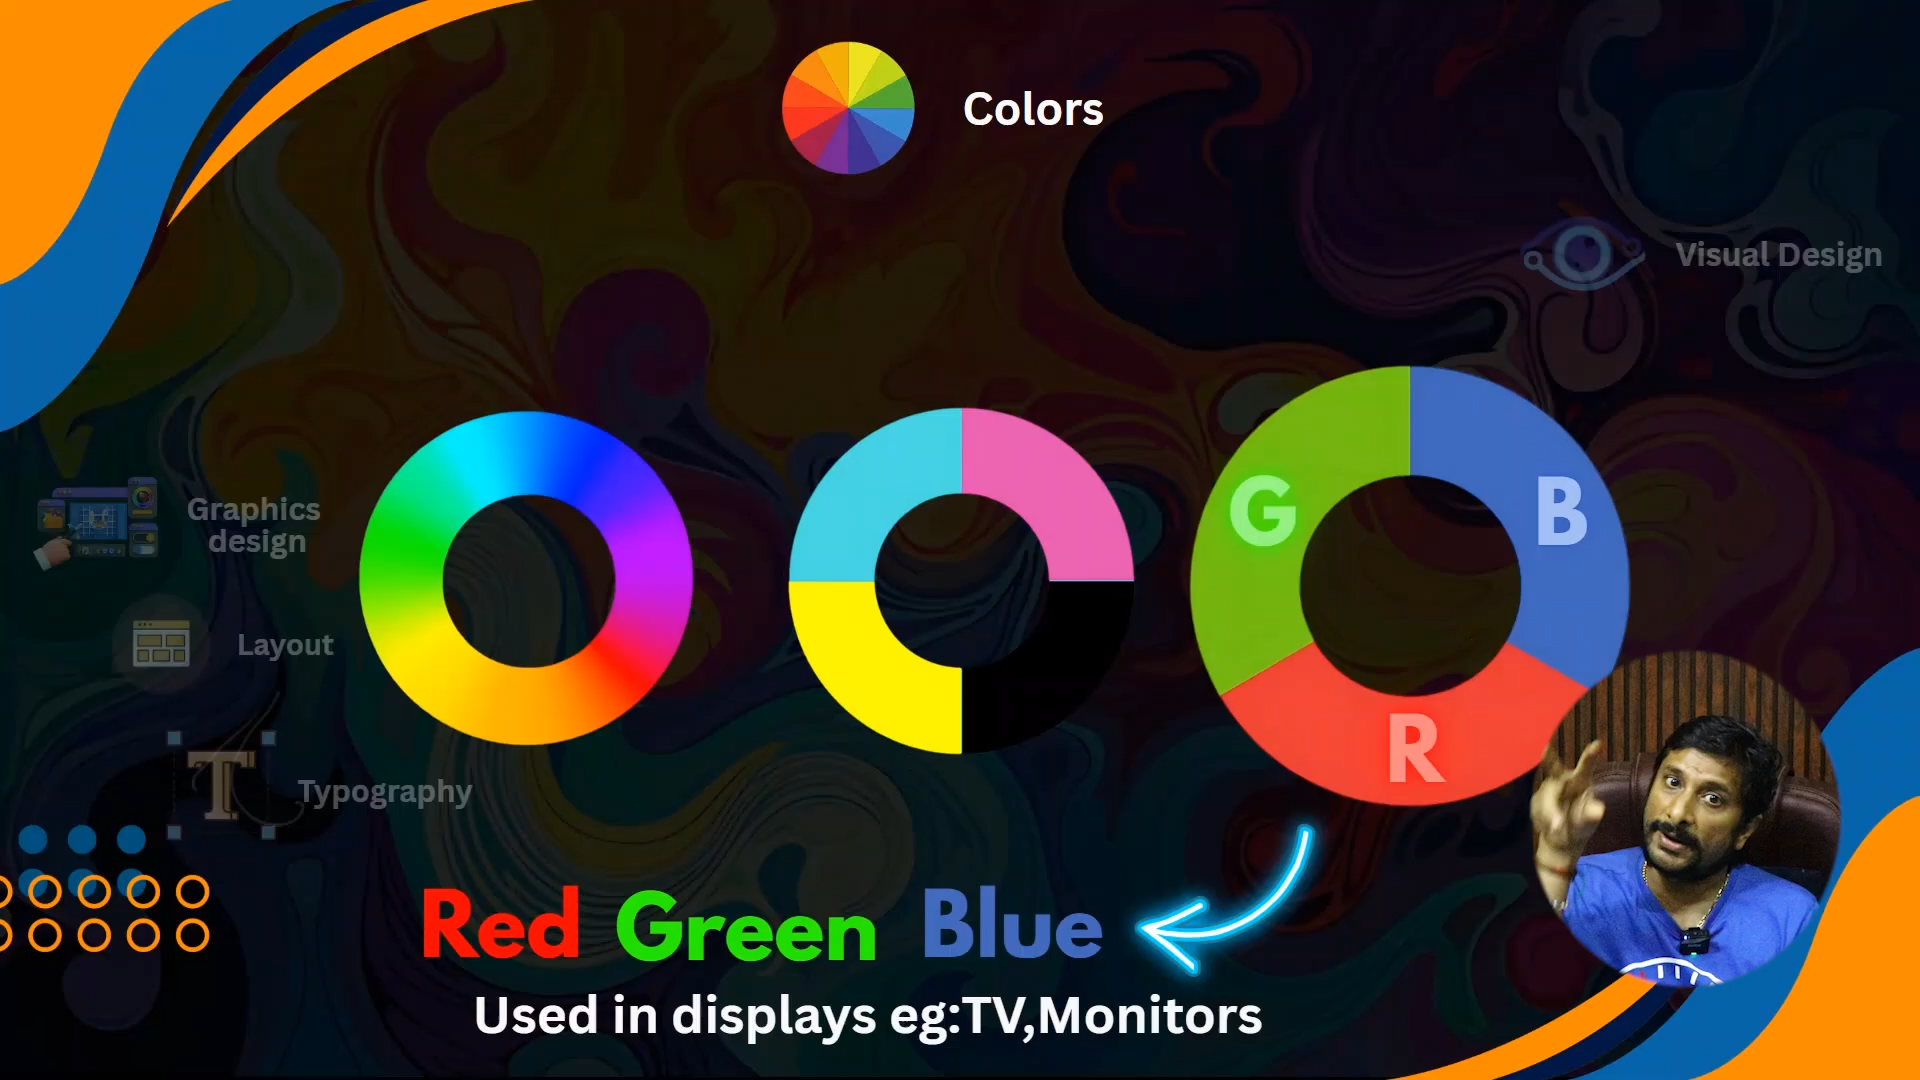 Colors
Visual Design
Graphics
design
Layout
T
Typography
G
B
R
Red Green Blue
Used in displays eg:TV,Monitors